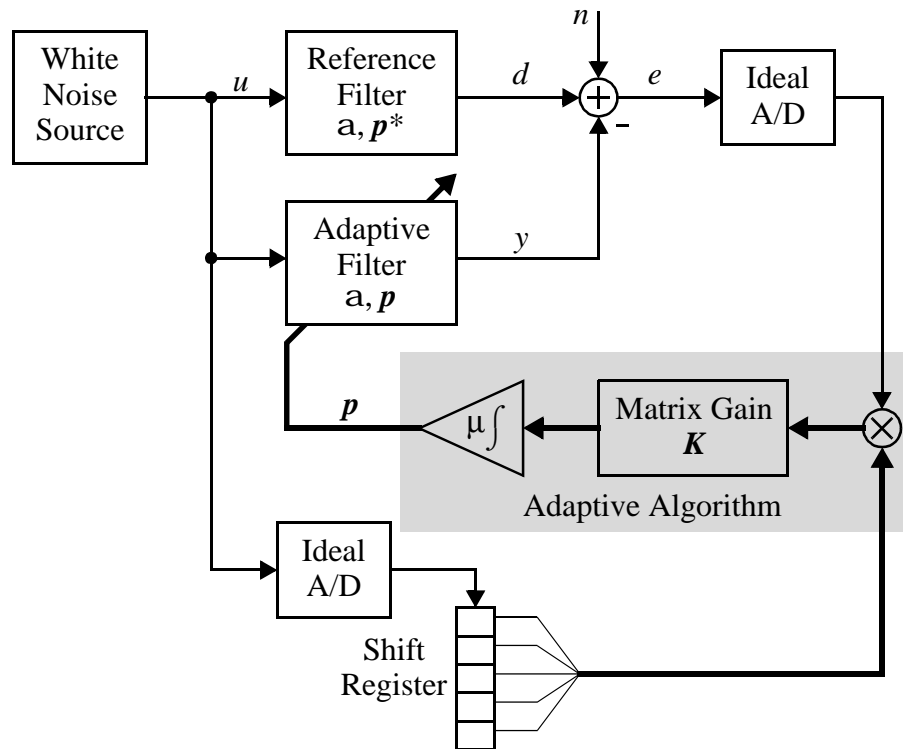 n
White
Noise
Source
u
Reference
Filter
a, p*
d
+
e
−
Ideal
A/D
Adaptive
Filter
a, p
y
p
μ∫
Matrix Gain
K
×
Adaptive Algorithm
Ideal
A/D
Shift
Register